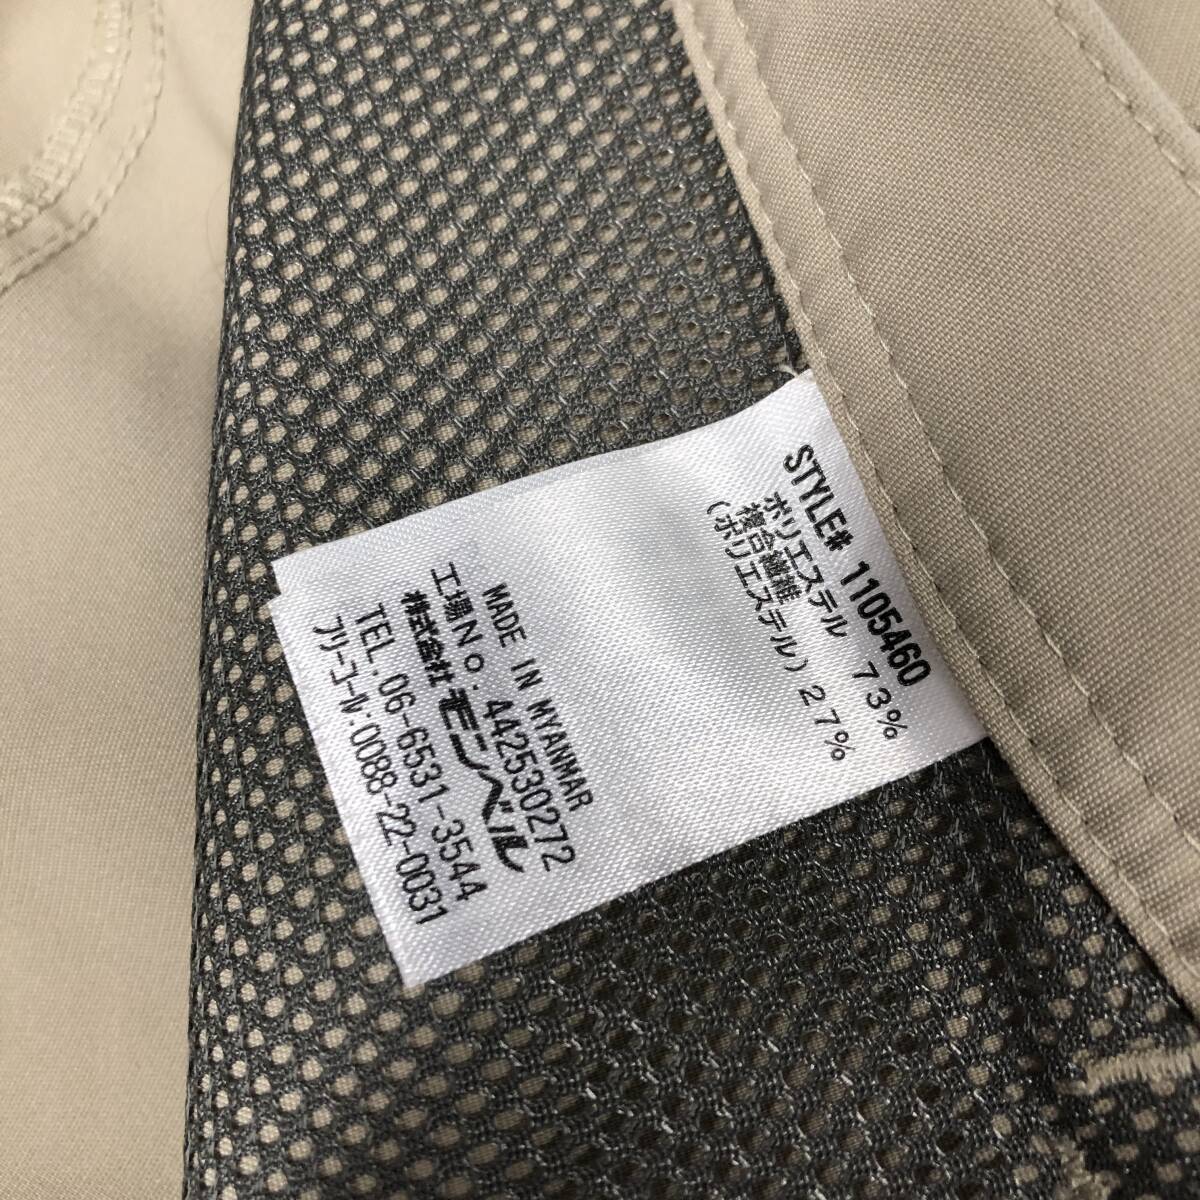 STYLE# 1105460
ポリエステル 73%
複合繊維
(ポリエステル) 27%
MADE IN MYANMAR
工場No. 442530272
株式会社モンベル
TEL.06-6531-3544
フリーコール:0088-22-0031